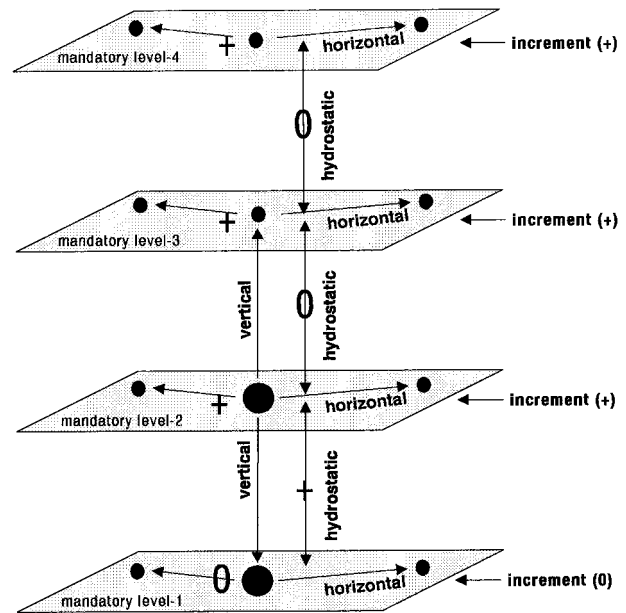 + horizontal
mandatory level-4
increment (+)
0 hydrostatic
+ horizontal
mandatory level-3
increment (+)
vertical
0 hydrostatic
+ horizontal
mandatory level-2
increment (+)
vertical
+ hydrostatic
0
horizontal
mandatory level-1
increment (0)